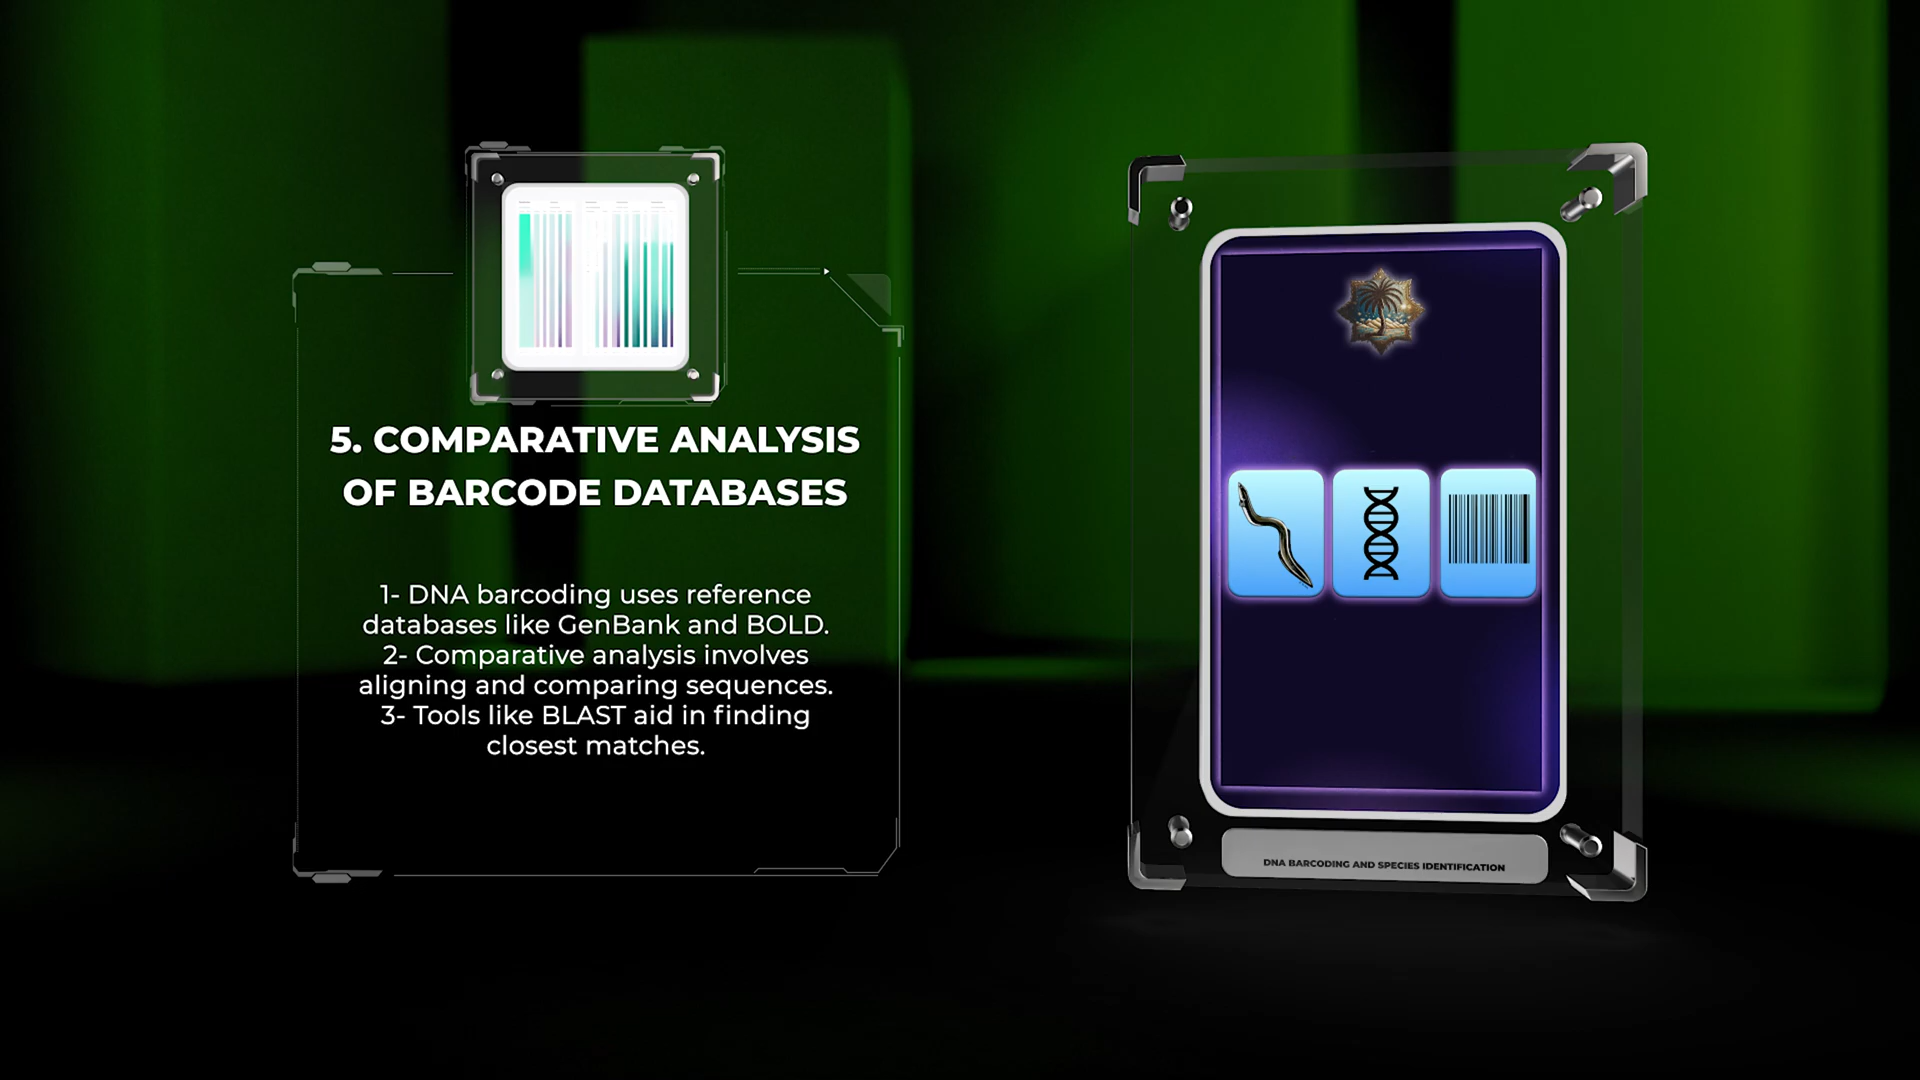 5. COMPARATIVE ANALYSIS
OF BARCODE DATABASES
1- DNA barcoding uses reference
databases like GenBank and BOLD.
2- Comparative analysis involves
aligning and comparing sequences.
3- Tools like BLAST aid in finding
closest matches.
DNA BARCODING AND SPECIES IDENTIFICATION